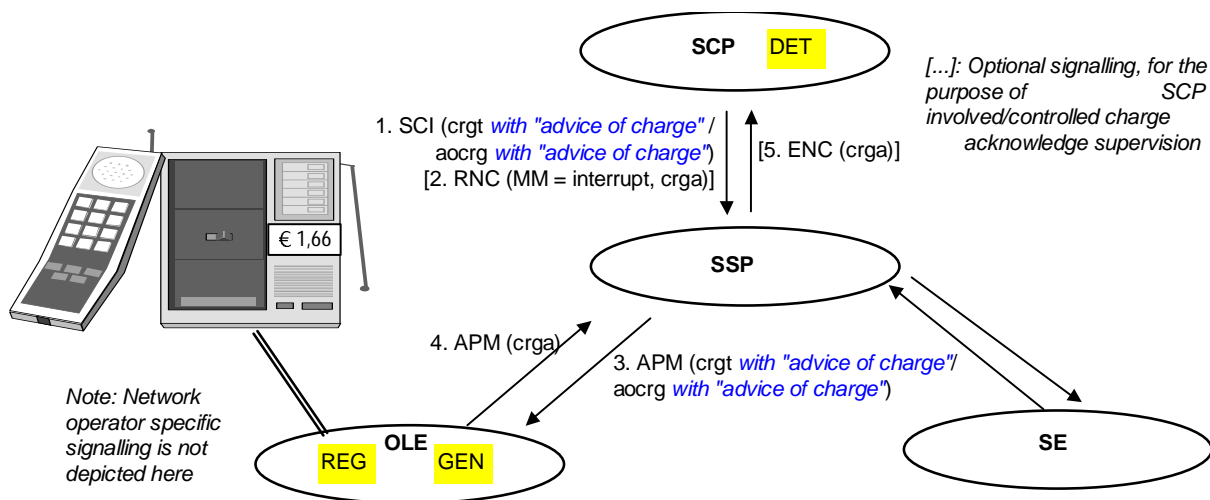 SCP DET
[...]: Optional signalling, for the
purpose of SCP
involved/controlled charge
acknowledge supervision
1. SCI (crgt with "advice of charge" /
aocrg with "advice of charge")
[2. RNC (MM = interrupt, crga)]
[5. ENC (crga)]
€ 1,66
SSP
4. APM (crga)
3. APM (crgt with "advice of charge"/
aocrg with "advice of charge")
Note: Network
operator specific
signalling is not
depicted here
OLE
REG GEN
SE